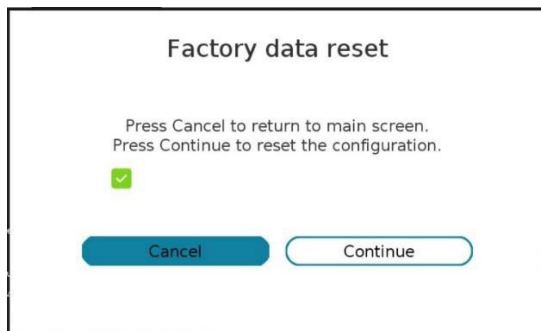 Factory data reset
Press Cancel to return to main screen.
Press Continue to reset the configuration.
Cancel
Continue